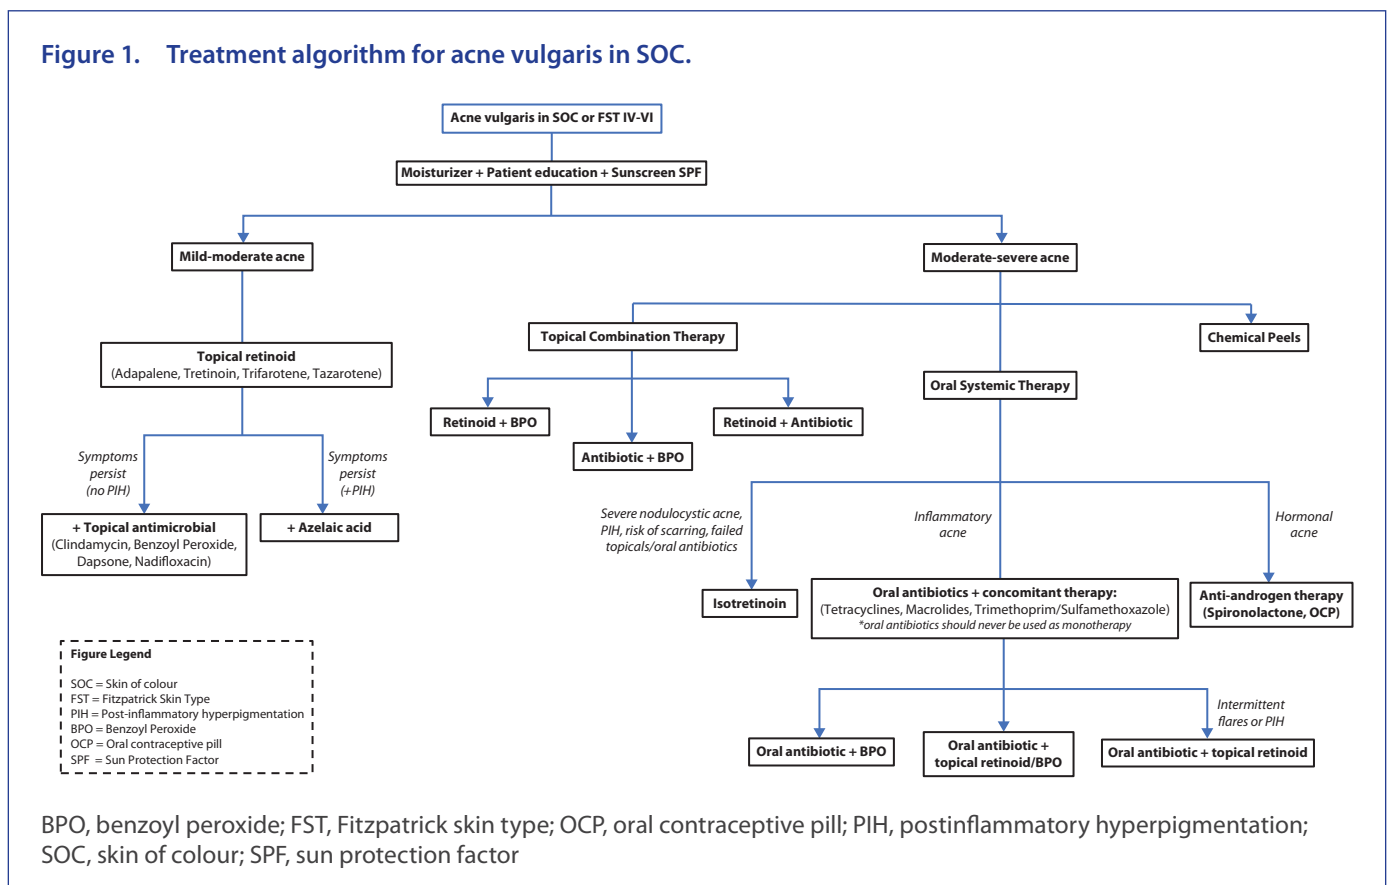 Figure 1. Treatment algorithm for acne vulgaris in SOC.
Acne vulgaris in SOC or FST IV-VI
Moisturizer + Patient education + Sunscreen SPF
Mild-moderate acne
Moderate-severe acne
Topical Combination Therapy
Chemical Peels
Topical retinoid
(Adapalene, Tretinoin, Trifarotene, Tazarotene)
Oral Systemic Therapy
Retinoid + BPO
Retinoid + Antibiotic
Antibiotic + BPO
Symptoms
persist
(no PIH)
Symptoms
persist
(+PIH)
+ Topical antimicrobial
(Clindamycin, Benzoyl Peroxide,
Dapsone, Nadifloxacin)
+ Azelaic acid
Severe nodulocystic acne,
PIH, risk of scarring, failed
topicals/oral antibiotics
Inflammatory
acne
Hormonal
acne
Isotretinoin
Oral antibiotics + concomitant therapy:
(Tetracyclines, Macrolides, Trimethoprim/Sulfamethoxazole)
*oral antibiotics should never be used as monotherapy
Anti-androgen therapy
(Spironolactone, OCP)
Intermittent
flares or PIH
Oral antibiotic + BPO
Oral antibiotic +
topical retinoid/BPO
Oral antibiotic + topical retinoid
Figure Legend
SOC = Skin of colour
FST = Fitzpatrick Skin Type
PIH = Post-inflammatory hyperpigmentation
BPO = Benzoyl Peroxide
OCP = Oral contraceptive pill
SPF = Sun Protection Factor
BPO, benzoyl peroxide; FST, Fitzpatrick skin type; OCP, oral contraceptive pill; PIH, postinflammatory hyperpigmentation;
SOC, skin of colour; SPF, sun protection factor